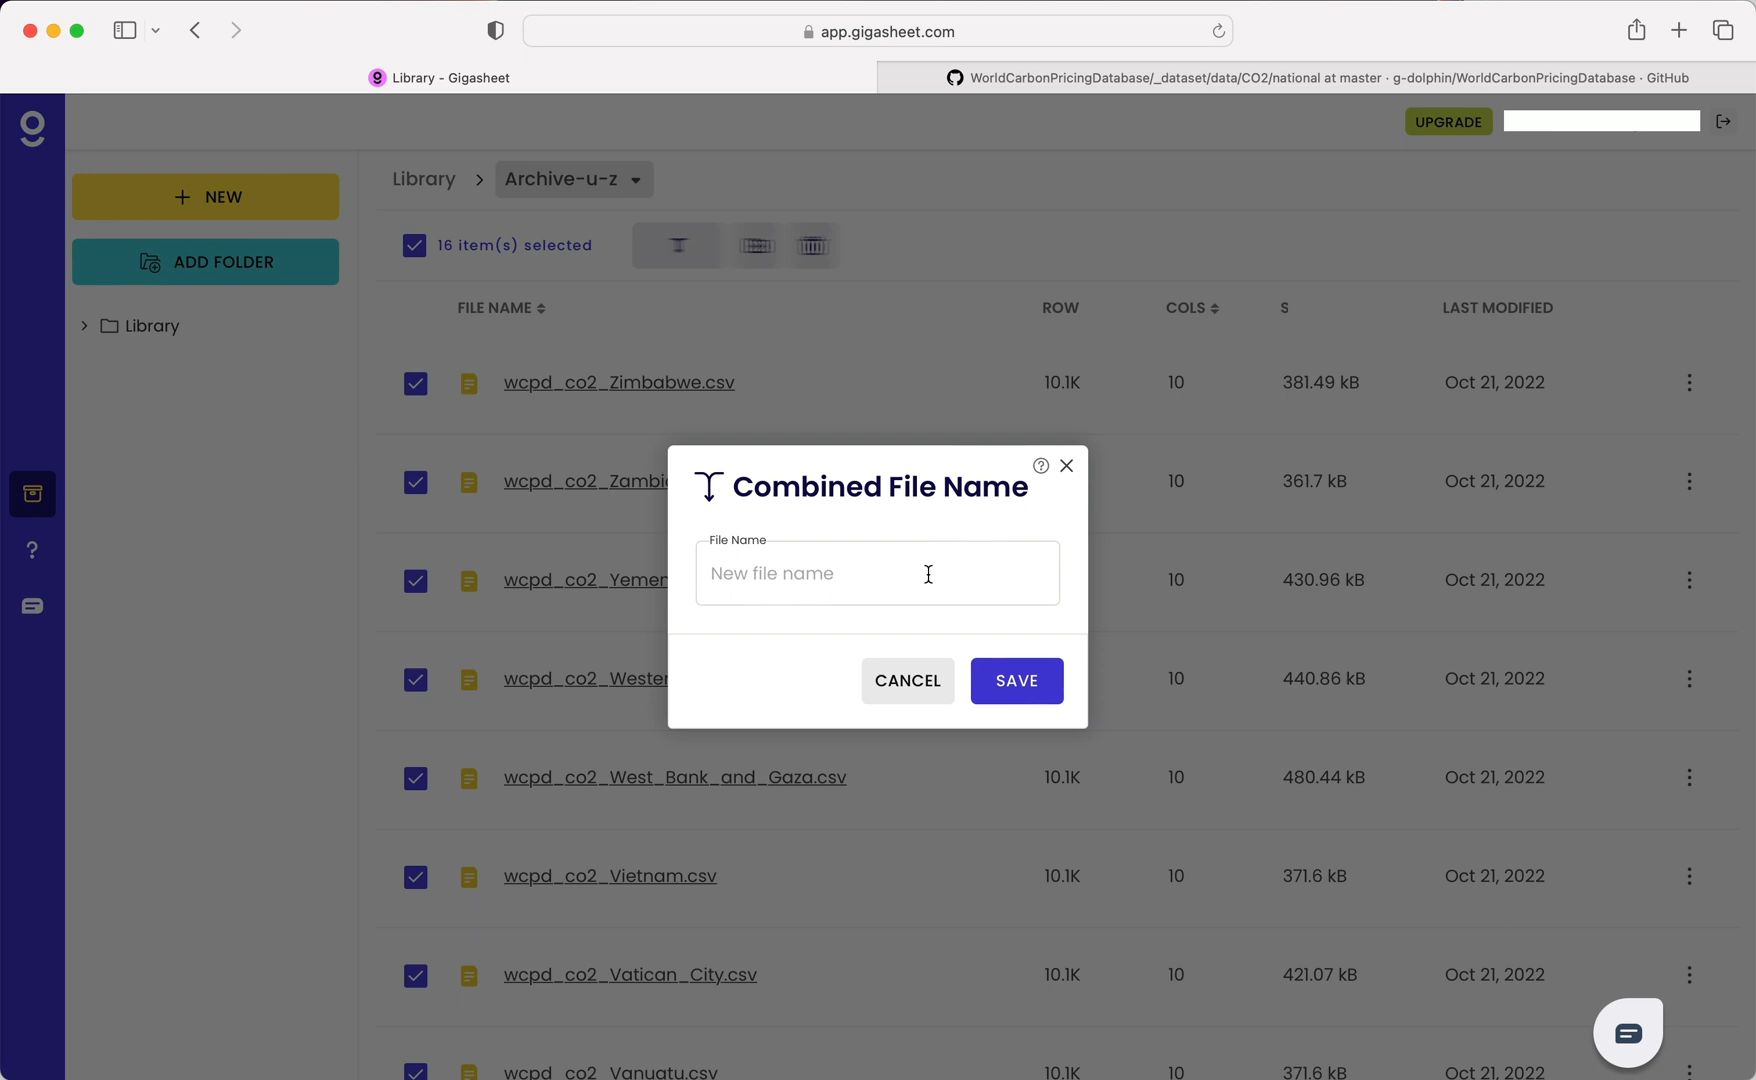 app.gigasheet.com
Library - Gigasheet
WorldCarbonPricingDatabase/_dataset/data/CO2/national at master · g-dolphin/WorldCarbonPricingDatabase · GitHub
UPGRADE
+ NEW
ADD FOLDER
Library
Library > Archive-u-z
16 item(s) selected
FILE NAME ROW COLS S LAST MODIFIED
wcpd_co2_Zimbabwe.csv 10.1K 10 381.49 kB Oct 21, 2022
wcpd_co2_Zambi 10 361.7 kB Oct 21, 2022
wcpd_co2_Yemen 10 430.96 kB Oct 21, 2022
wcpd_co2_Wester 10 440.86 kB Oct 21, 2022
wcpd_co2_West_Bank_and_Gaza.csv 10.1K 10 480.44 kB Oct 21, 2022
wcpd_co2_Vietnam.csv 10.1K 10 371.6 kB Oct 21, 2022
wcpd_co2_Vatican_City.csv 10.1K 10 421.07 kB Oct 21, 2022
wcpd_co2_Vanuatu.csv 10.1K 10 371.6 kB Oct 21, 2022
Combined File Name
File Name
New file name
CANCEL
SAVE